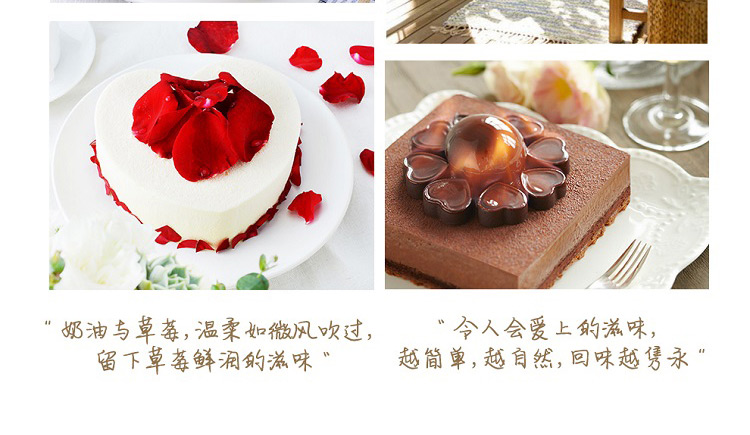 "奶油与草莓,温柔如微风吹过,
留下草莓鲜润的滋味"
"令人会爱上的滋味,
越简单,越自然,回味越隽永"